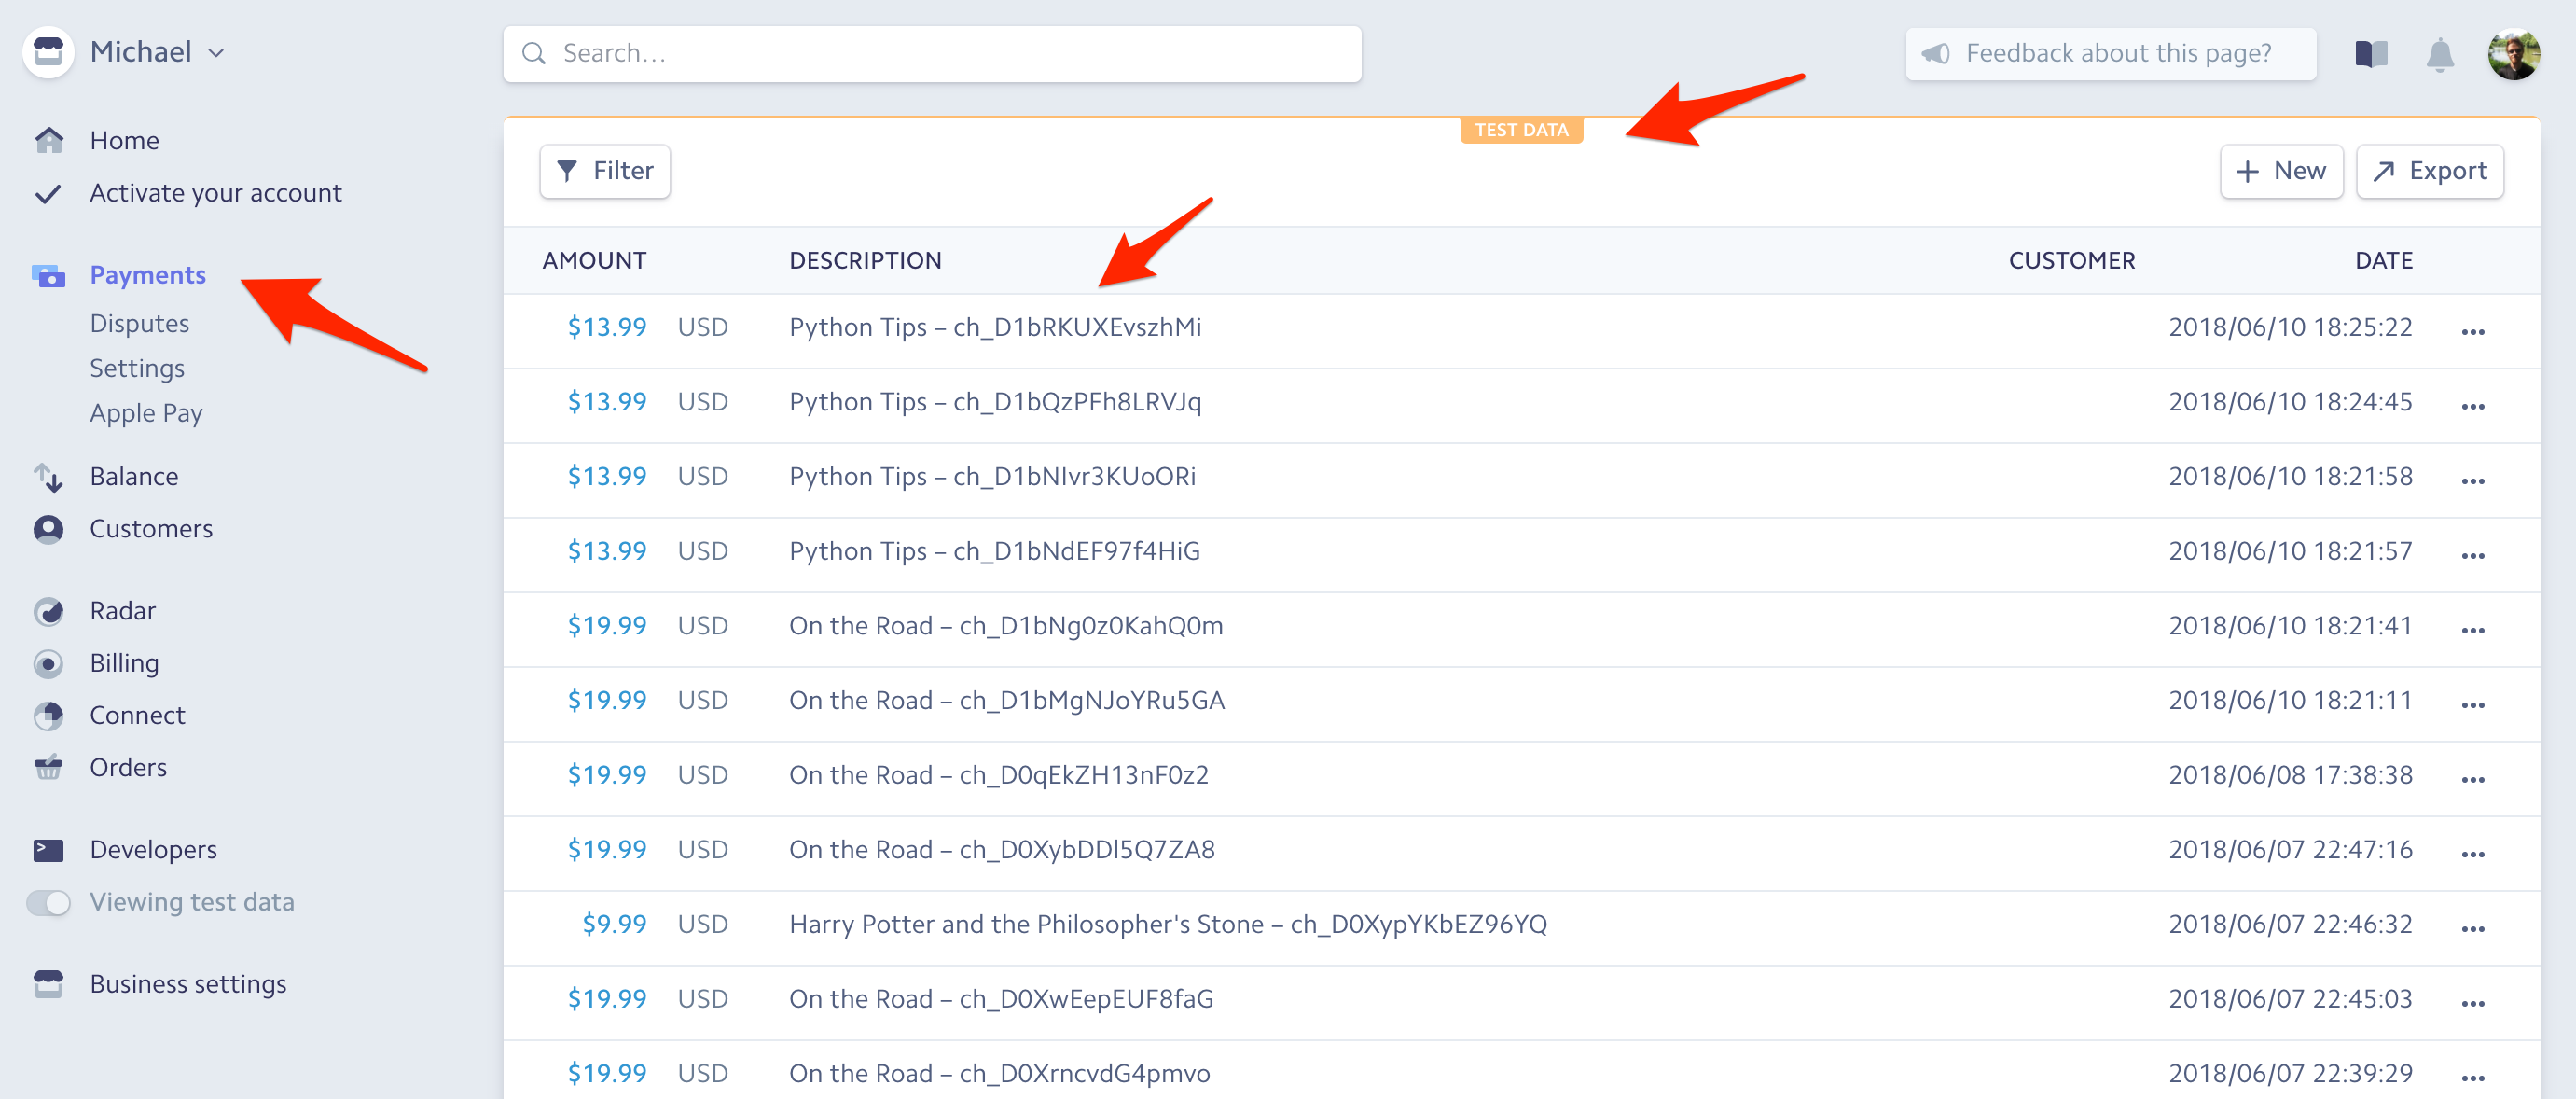 Michael
Search...
Feedback about this page?
Home
Activate your account
Payments
Disputes
Settings
Apple Pay
Balance
Customers
Radar
Billing
Connect
Orders
Developers
Viewing test data
Business settings
TEST DATA
Filter
New
Export
AMOUNT DESCRIPTION CUSTOMER DATE
$13.99 USD Python Tips – ch_D1bRKUXEvszhMi 2018/06/10 18:25:22
$13.99 USD Python Tips – ch_D1bQzPFh8LRVJq 2018/06/10 18:24:45
$13.99 USD Python Tips – ch_D1bNIvr3KUoORi 2018/06/10 18:21:58
$13.99 USD Python Tips – ch_D1bNdEF97f4HiG 2018/06/10 18:21:57
$19.99 USD On the Road – ch_D1bNg0z0KahQ0m 2018/06/10 18:21:41
$19.99 USD On the Road – ch_D1bMgNJoYRu5GA 2018/06/10 18:21:11
$19.99 USD On the Road – ch_D0qEkZH13nF0z2 2018/06/08 17:38:38
$19.99 USD On the Road – ch_D0XybDDl5Q7ZA8 2018/06/07 22:47:16
$9.99 USD Harry Potter and the Philosopher's Stone – ch_D0XypYKbEZ96YQ 2018/06/07 22:46:32
$19.99 USD On the Road – ch_D0XwEepEUF8faG 2018/06/07 22:45:03
$19.99 USD On the Road – ch_D0XrncvdG4pmvo 2018/06/07 22:39:29